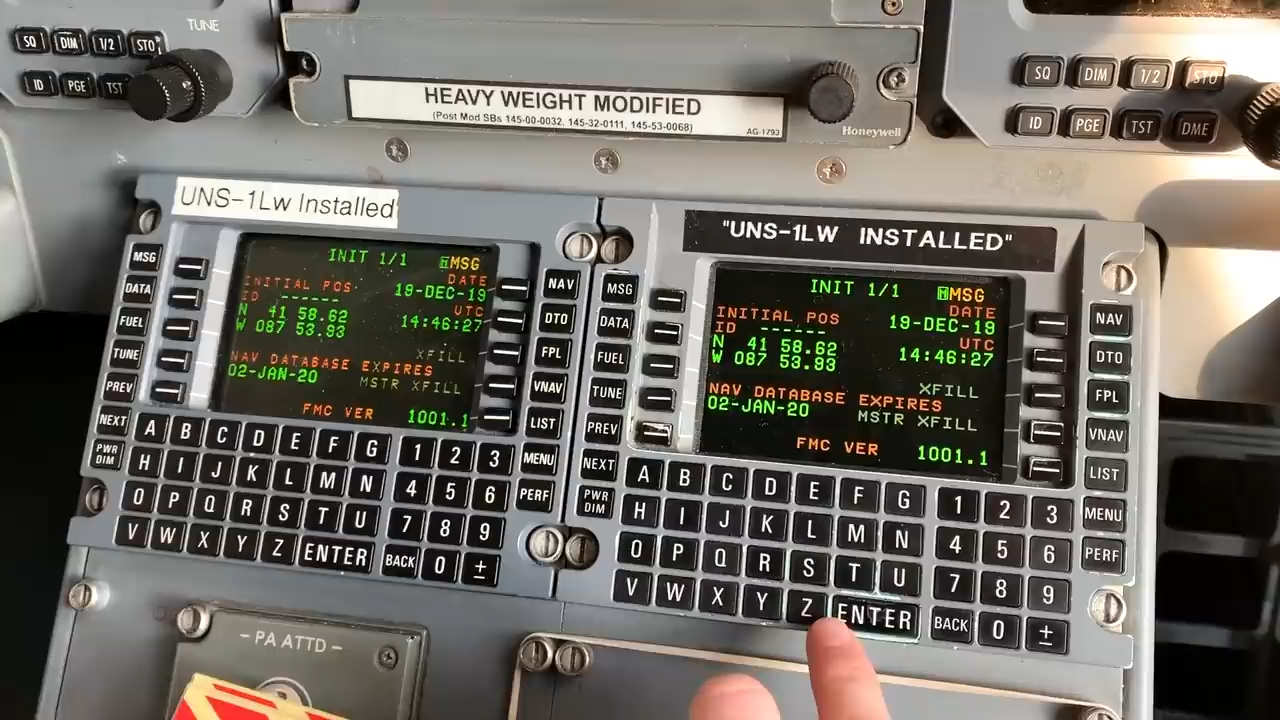 TUNE
SQ DIM 1/2 STO
ID PGE TST
HEAVY WEIGHT MODIFIED
(Post Mod SBs 145-00-0032, 145-32-0111, 145-53-0068)
AG-1793
Honeywell
SQ DIM 1/2 STO
ID PGE TST DME
UNS-1Lw Installed
MSG
DATA
FUEL
TUNE
PREV
NEXT
PWR DIM
INIT 1/1 MMSG
INITIAL POS DATE
ID ------ 19-DEC-19
N 41 58.62 UTC
W 087 53.93 14:46:27
XFILL
NAV DATABASE EXPIRES
02-JAN-20 MSTR XFILL
FMC VER 1001.1
NAV
DTO
FPL
VNAV
LIST
MENU
PERF
A B C D E F G 1 2 3
H I J K L M N 4 5 6
O P Q R S T U 7 8 9
V W X Y Z ENTER BACK 0 ±
"UNS-1LW INSTALLED"
MSG
DATA
FUEL
TUNE
PREV
NEXT
PWR DIM
INIT 1/1 MMSG
INITIAL POS DATE
ID ------ 19-DEC-19
N 41 58.62 UTC
W 087 53.93 14:46:27
XFILL
NAV DATABASE EXPIRES
02-JAN-20 MSTR XFILL
FMC VER 1001.1
NAV
DTO
FPL
VNAV
LIST
MENU
PERF
A B C D E F G 1 2 3
H I J K L M N 4 5 6
O P Q R S T U 7 8 9
V W X Y Z ENTER BACK 0 ±
- PA ATTD -